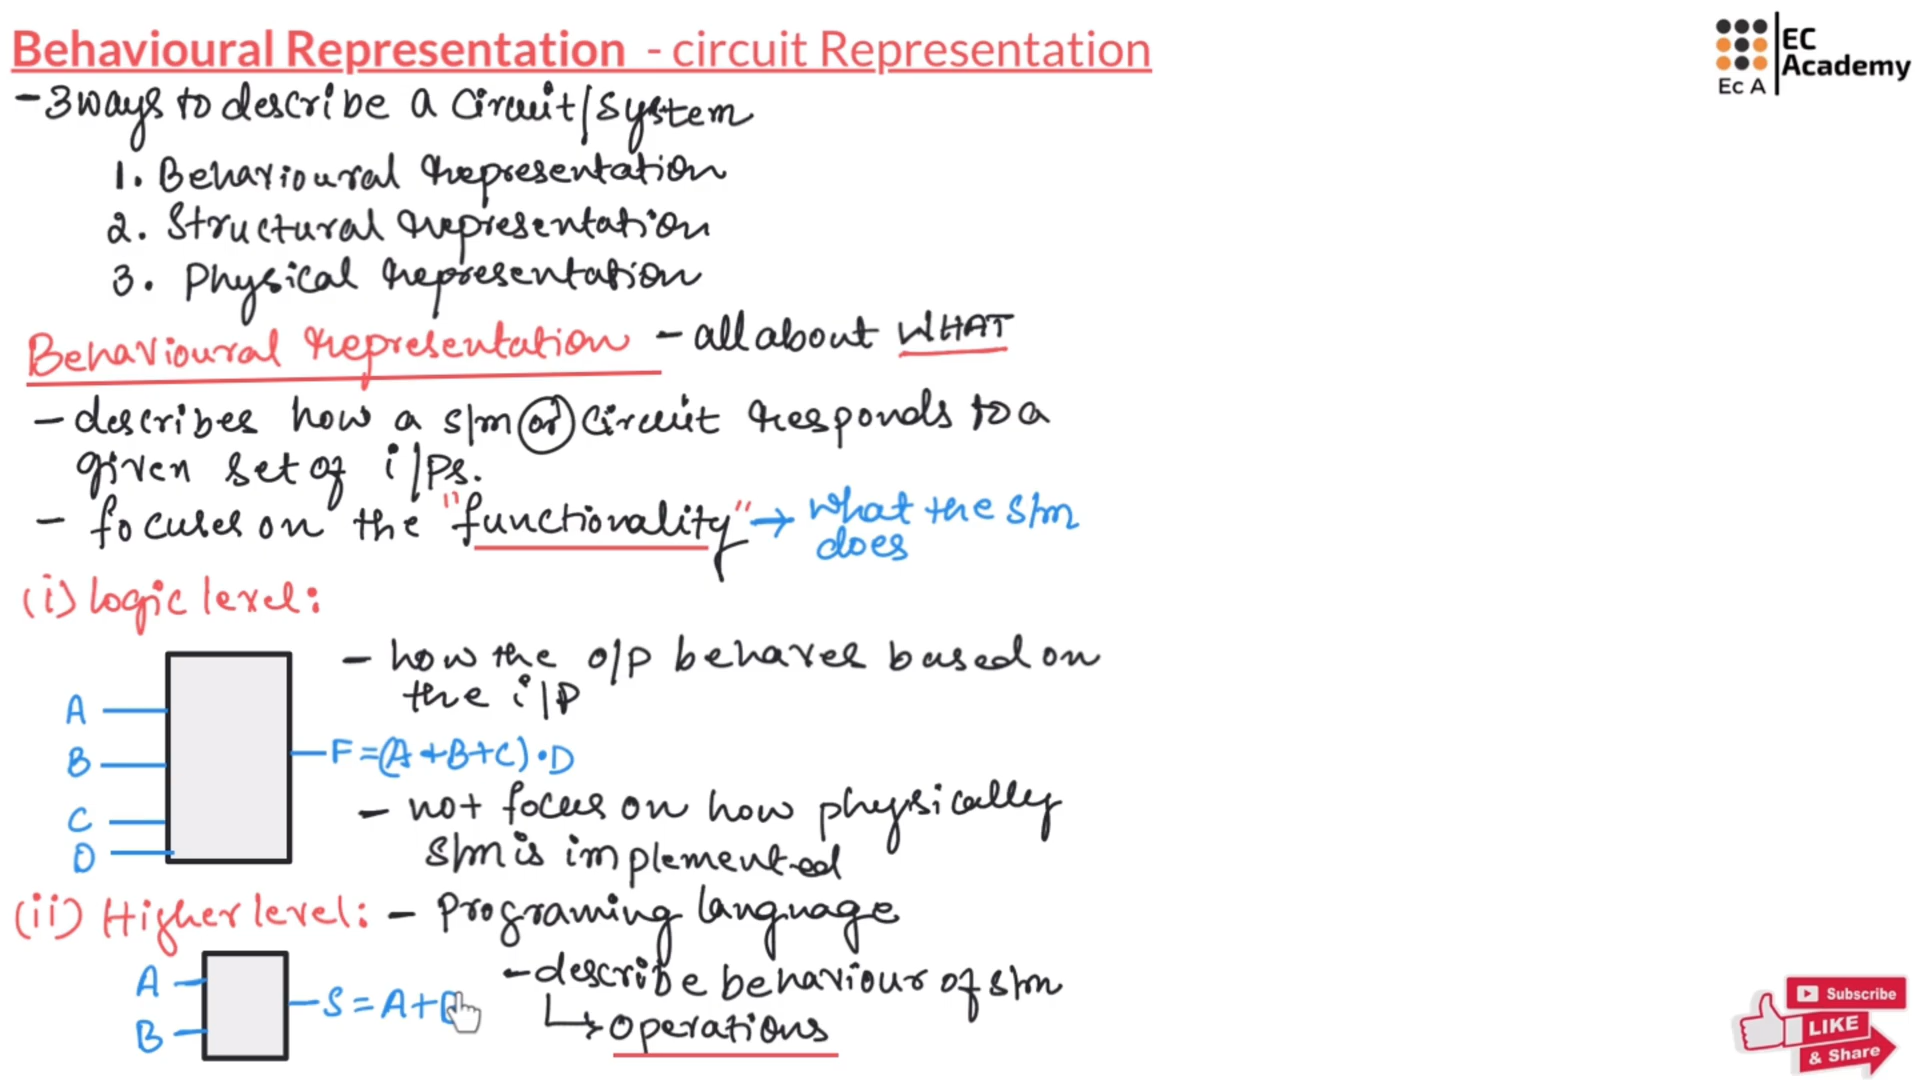 Behavioural Representation - circuit Representation
EC
Academy
Ec A
- 3 ways to describe a Circuit/System
1. Behavioural Representation
2. Structural Representation
3. Physical Representation
Behavioural Representation - all about WHAT
- describes how a s/m or Circuit Responds to a
given set of i/Ps.
- focuses on the "functionality" → what the s/m
does
(i) Logic level:
- how the o/p behaves based on
the i/p
A
B
C
D
F = (A + B + C) · D
- not focus on how physically
s/m is implemented
(ii) Higher level: - Programing language
A
B
S = A +
- describe behaviour of s/m
↳ operations
Subscribe
LIKE
& Share